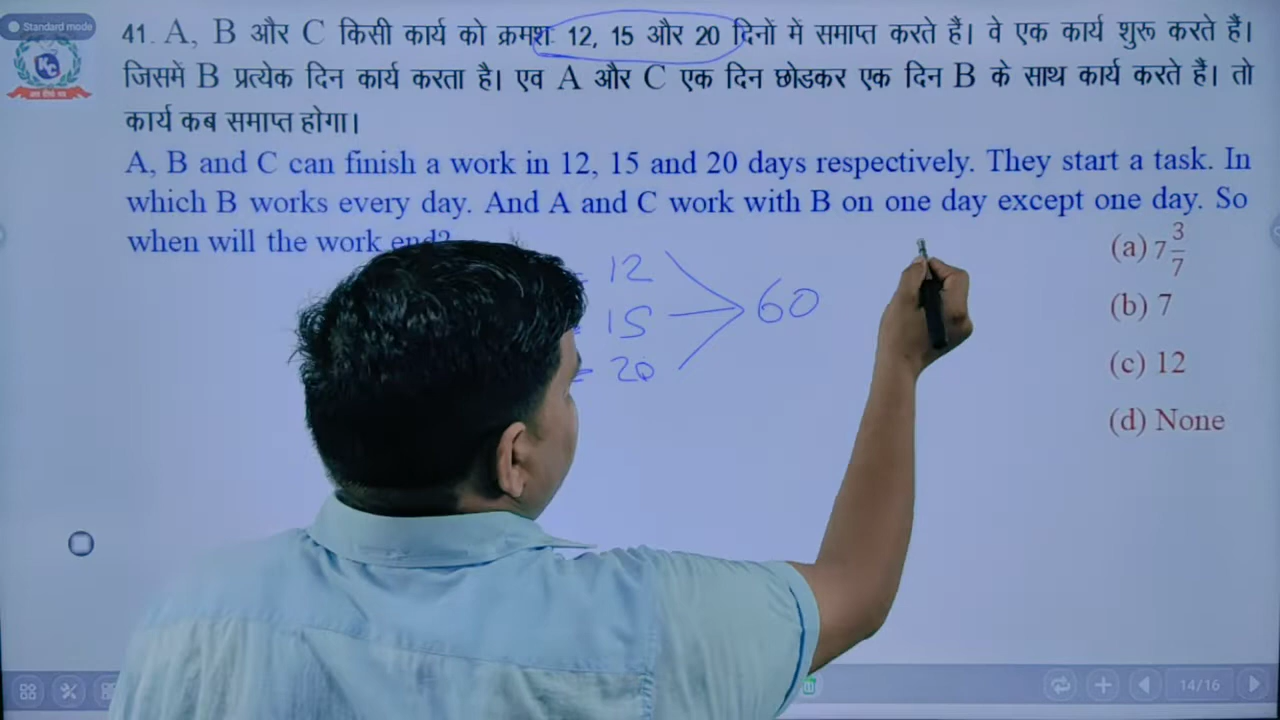 Standard mode
KC
41. A, B और C किसी कार्य को क्रमशः 12, 15 और 20 दिनों में समाप्त करते हैं। वे एक कार्य शुरू करते हैं।
जिसमें B प्रत्येक दिन कार्य करता है। एव A और C एक दिन छोडकर एक दिन B के साथ कार्य करते हैं। तो
कार्य कब समाप्त होगा।
A, B and C can finish a work in 12, 15 and 20 days respectively. They start a task. In
which B works every day. And A and C work with B on one day except one day. So
when will the work end?
(a) 7 3/7
(b) 7
(c) 12
(d) None
= 12
= 15
= 20
60
14/16